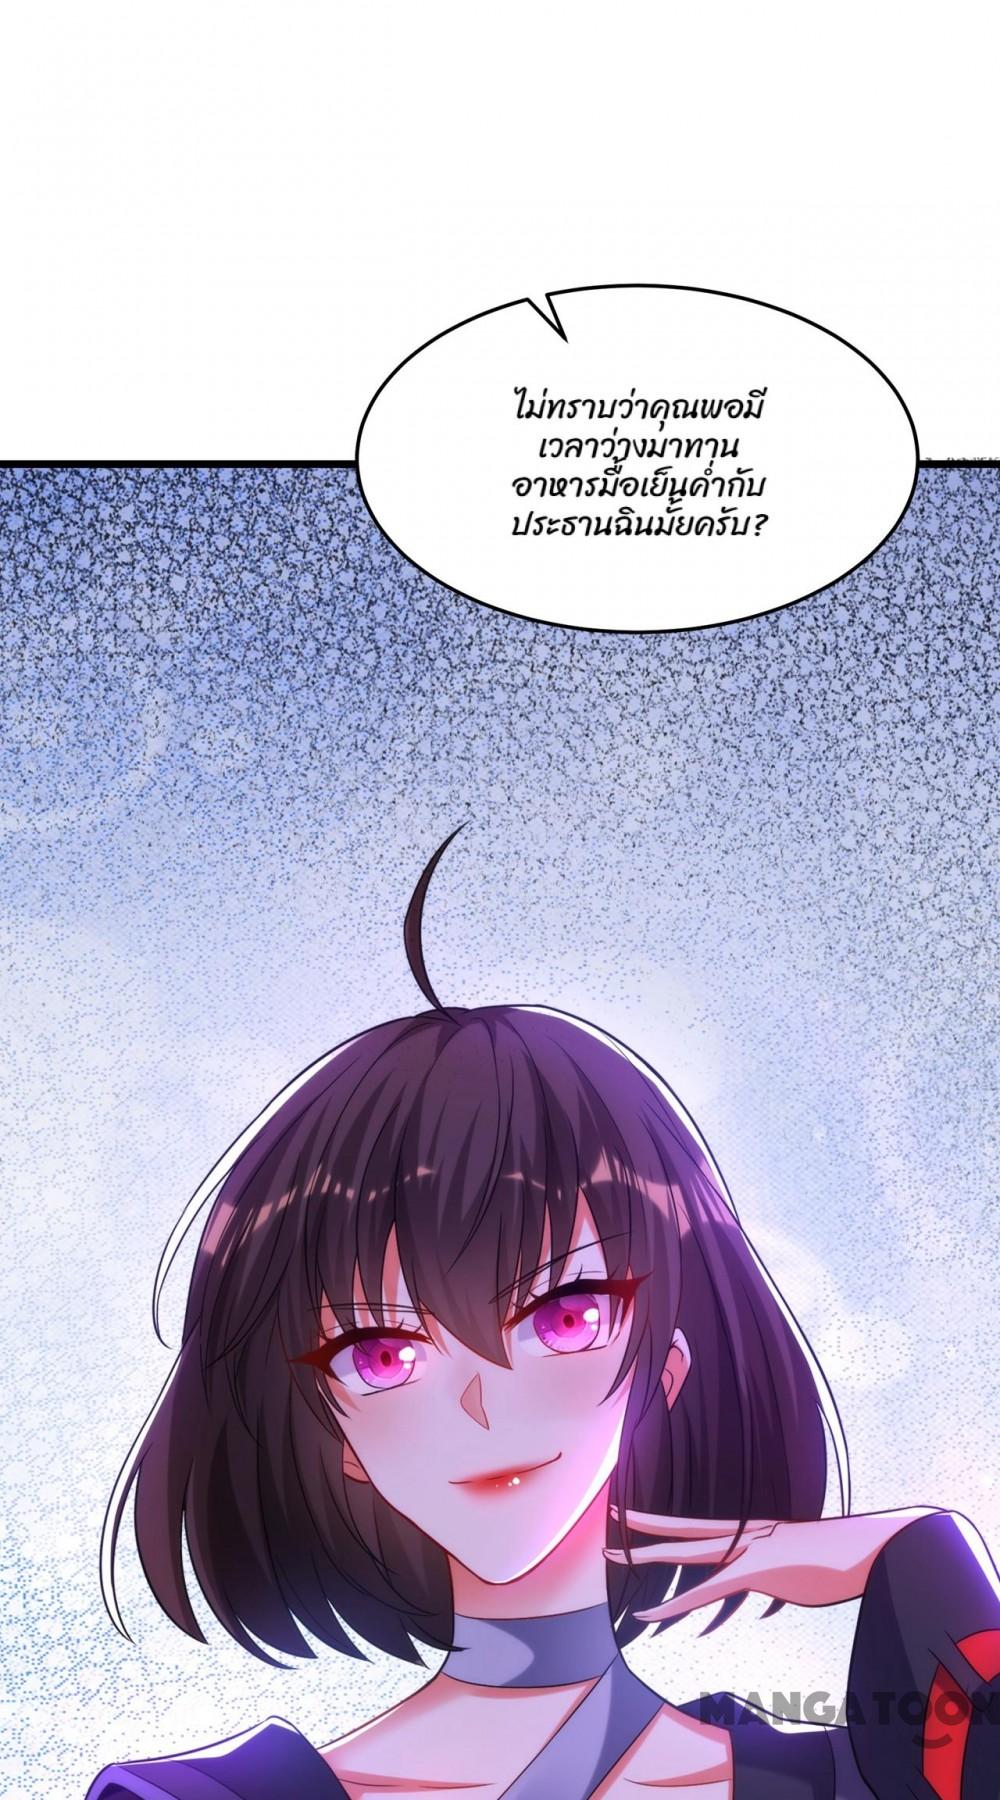 ไม่ทราบว่าคุณพอมี
เวลาว่างมาทาน
อาหารมื้อเย็นค่ำกับ
ประธานฉินมั้ยครับ?
MANGATOON